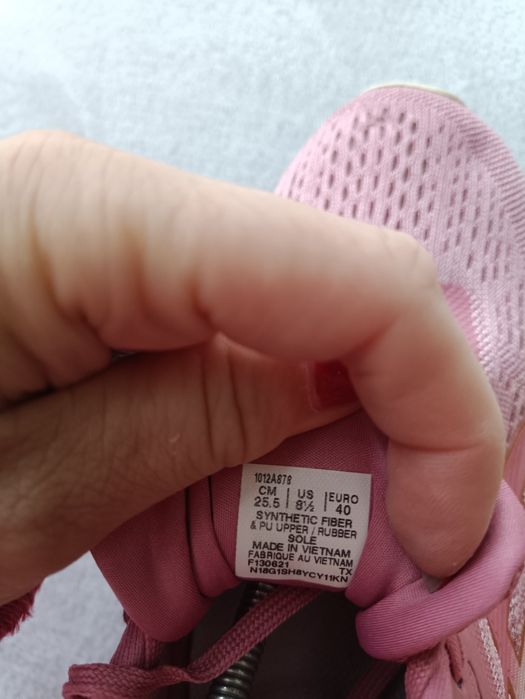 1012A878
CM | US | EURO
25.5 | 8½ | 40
SYNTHETIC FIBER
& PU UPPER / RUBBER
SOLE
MADE IN VIETNAM
FABRIQUE AU VIETNAM
F130621 TX
N18G1SH8YCY11KN